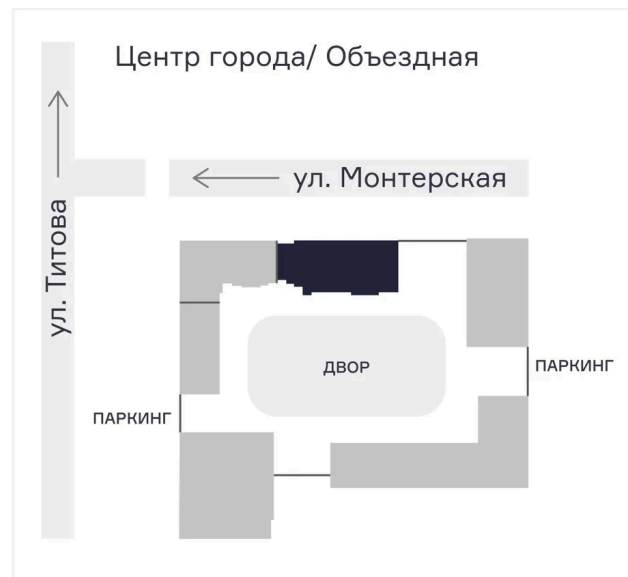 Центр города/ Объездная
ул. Монтерская
ул. Титова
ДВОР
ПАРКИНГ
ПАРКИНГ